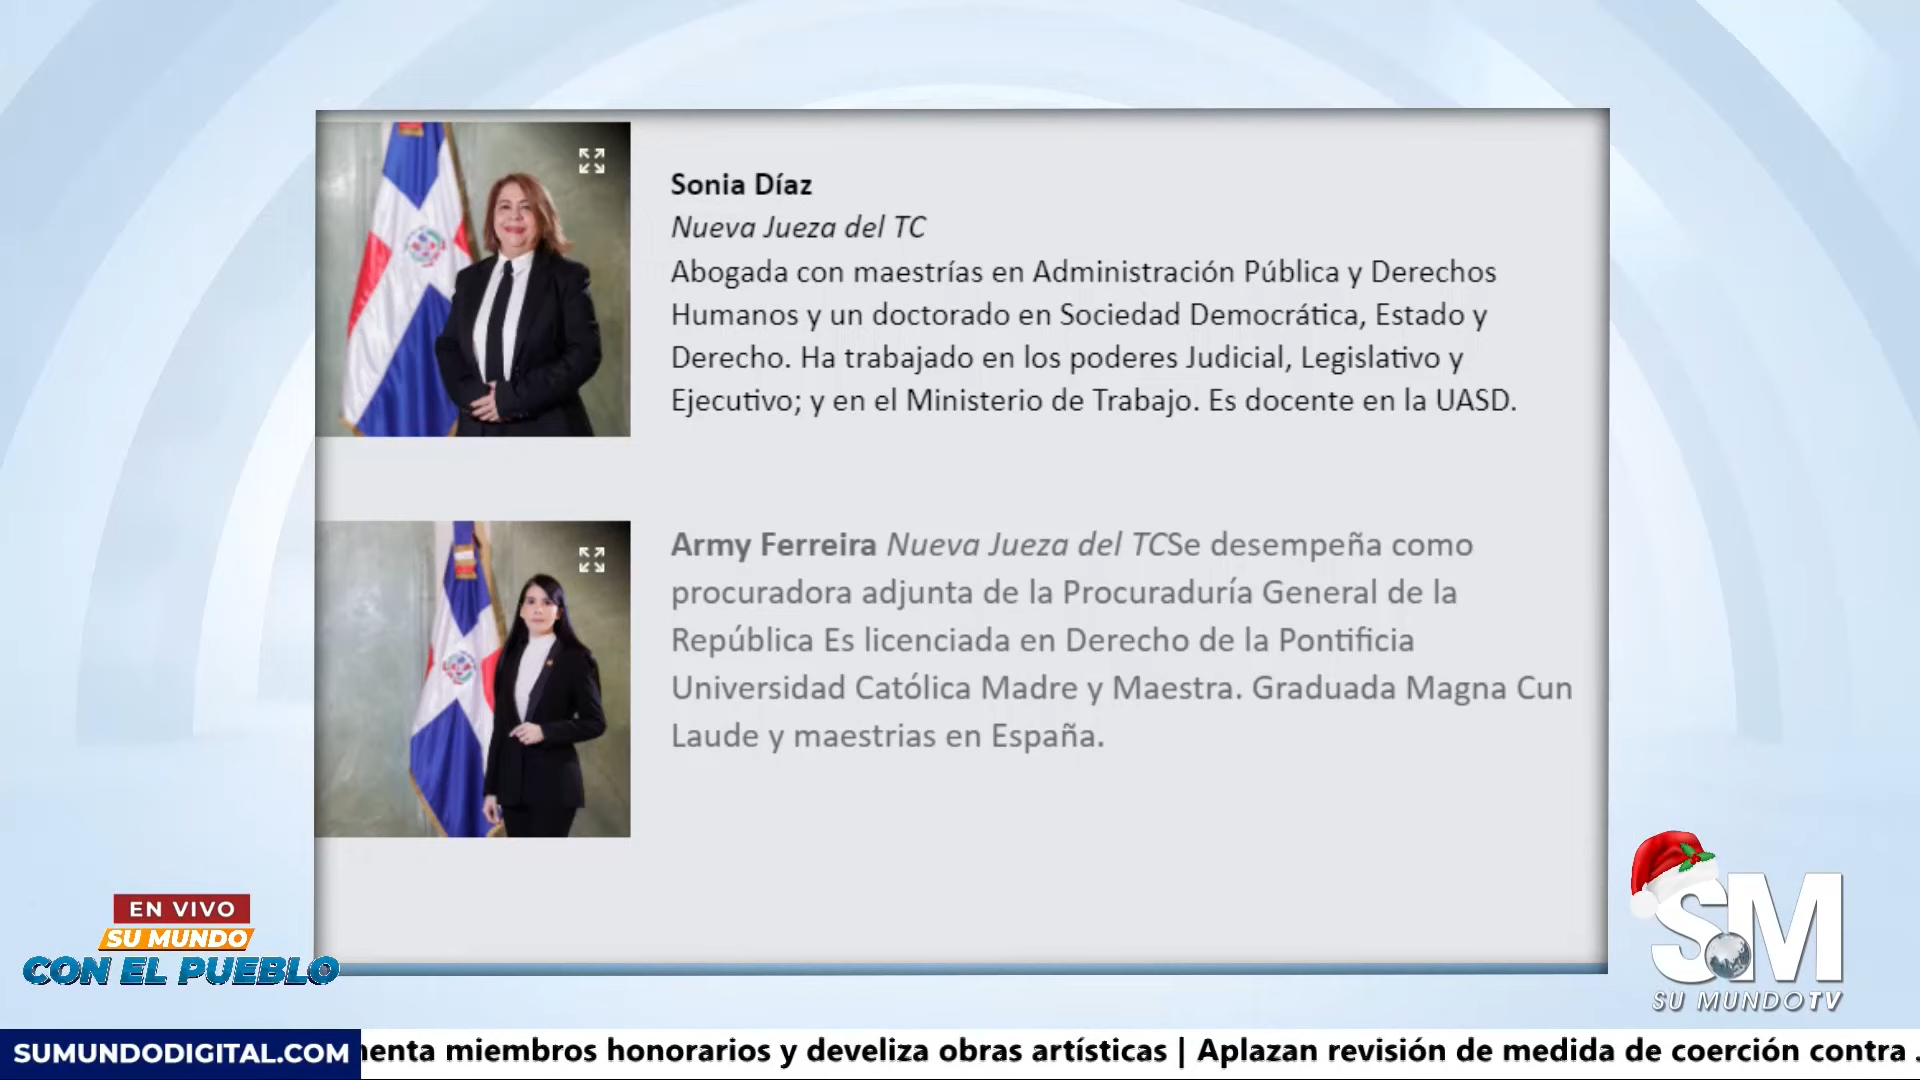 Sonia Díaz
Nueva Jueza del TC
Abogada con maestrías en Administración Pública y Derechos
Humanos y un doctorado en Sociedad Democrática, Estado y
Derecho. Ha trabajado en los poderes Judicial, Legislativo y
Ejecutivo; y en el Ministerio de Trabajo. Es docente en la UASD.
Army Ferreira Nueva Jueza del TCSe desempeña como
procuradora adjunta de la Procuraduría General de la
República Es licenciada en Derecho de la Pontificia
Universidad Católica Madre y Maestra. Graduada Magna Cun
Laude y maestrias en España.
EN VIVO
SU MUNDO
CON EL PUEBLO
SM
SU MUNDOTV
SUMUNDODIGITAL.COM
miembros honorarios y develiza obras artísticas | Aplazan revisión de medida de coerción contra